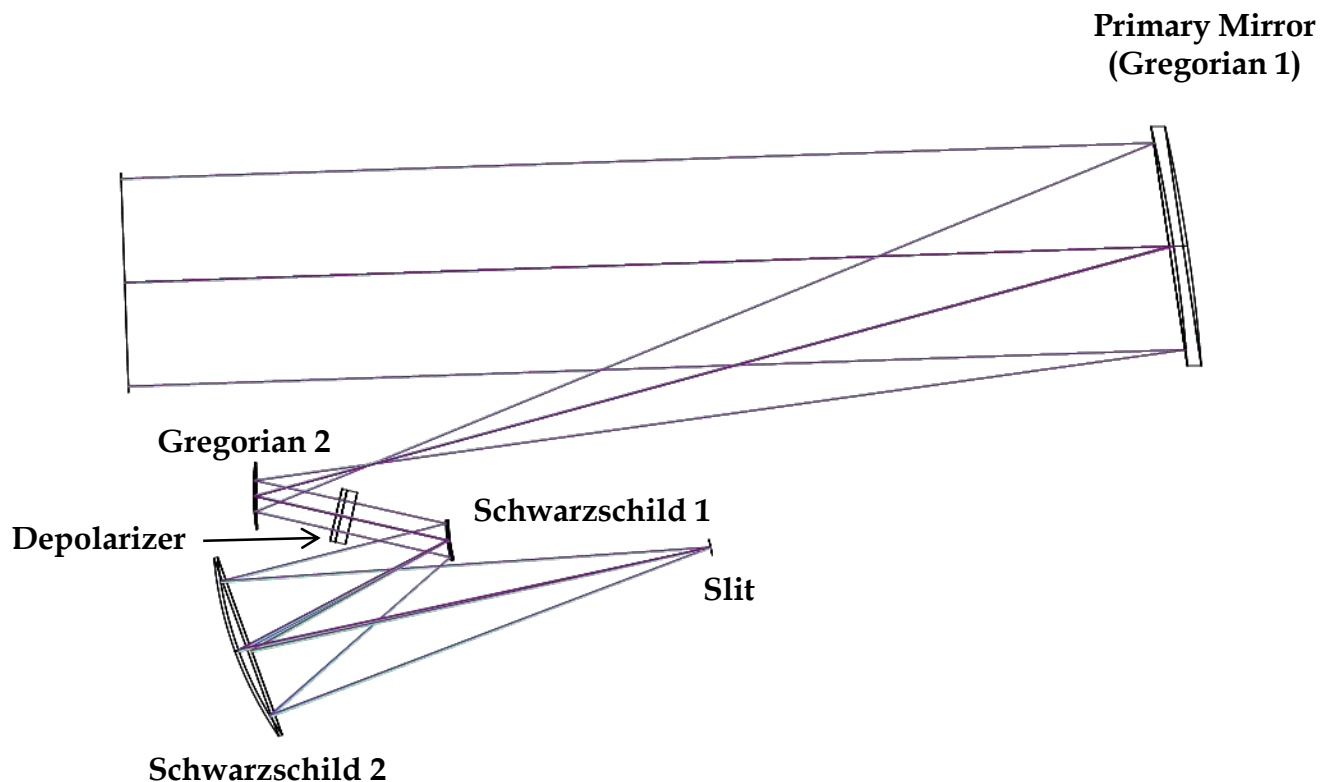 Primary Mirror
(Gregorian 1)
Gregorian 2
Schwarzschild 1
Depolarizer
Slit
Schwarzschild 2